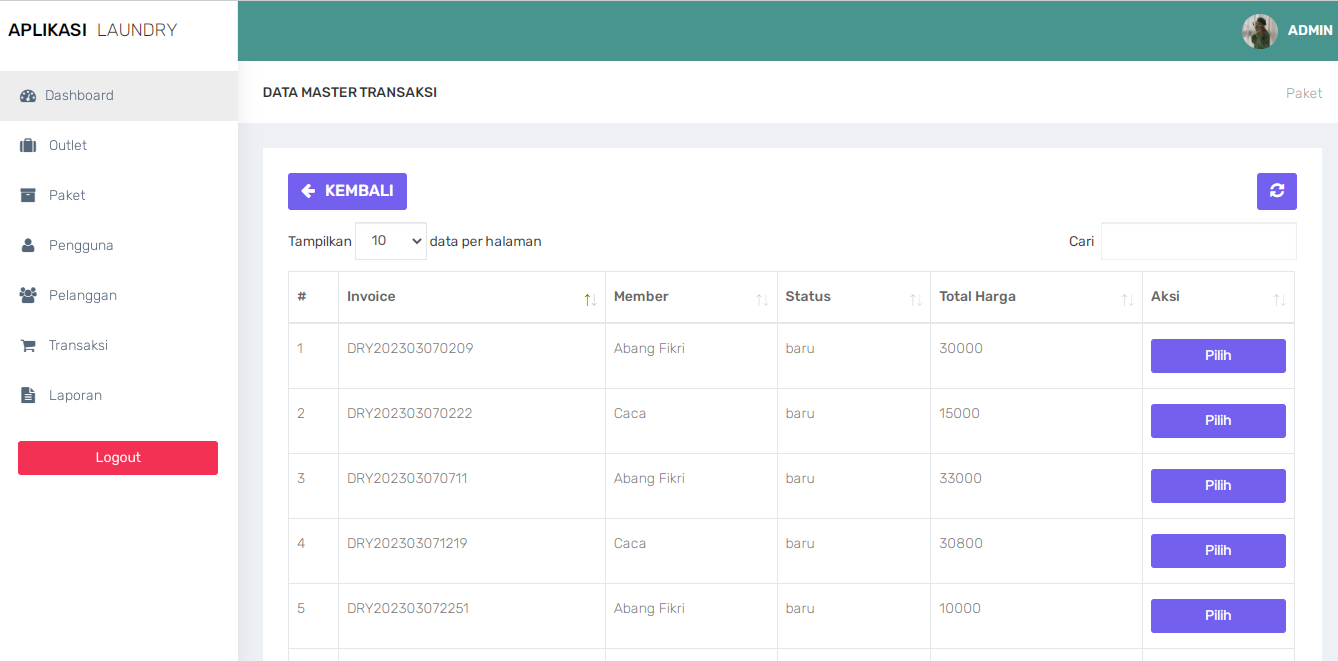 APLIKASI LAUNDRY
ADMIN
Dashboard
Outlet
Paket
Pengguna
Pelanggan
Transaksi
Laporan
Logout
DATA MASTER TRANSAKSI
Paket
KEMBALI
Tampilkan 10 data per halaman
Cari
# Invoice Member Status Total Harga Aksi
1 DRY202303070209 Abang Fikri baru 30000 Pilih
2 DRY202303070222 Caca baru 15000 Pilih
3 DRY202303070711 Abang Fikri baru 33000 Pilih
4 DRY202303071219 Caca baru 30800 Pilih
5 DRY202303072251 Abang Fikri baru 10000 Pilih